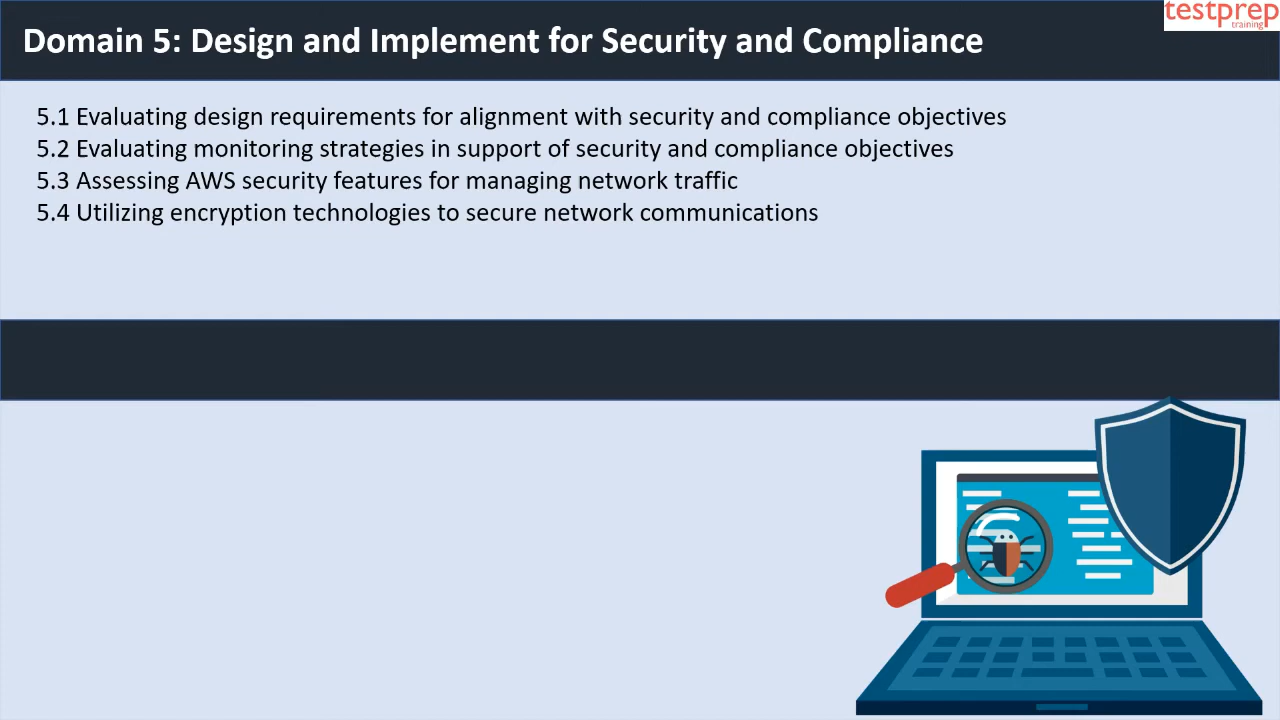 testprep
training
Domain 5: Design and Implement for Security and Compliance
5.1 Evaluating design requirements for alignment with security and compliance objectives
5.2 Evaluating monitoring strategies in support of security and compliance objectives
5.3 Assessing AWS security features for managing network traffic
5.4 Utilizing encryption technologies to secure network communications